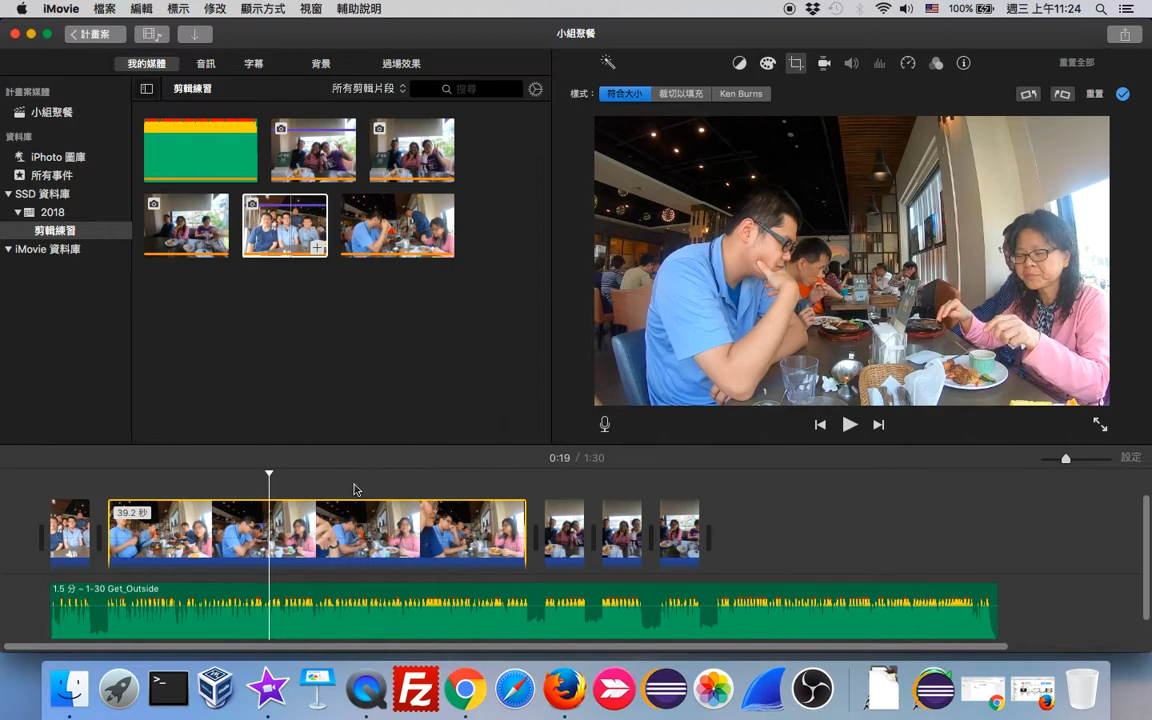 iMovie 檔案 編輯 標示 修改 顯示方式 視窗 輔助說明 100% 週三 上午11:24
計畫案 小組聚餐
我的媒體 音訊 字幕 背景 過場效果 重置全部
計畫案媒體 剪輯練習 所有剪輯片段 搜尋 樣式: 符合大小 裁切以填充 Ken Burns 重置
小組聚餐
資料庫
iPhoto 圖庫
所有事件
SSD 資料庫
2018
剪輯練習
iMovie 資料庫
0:19 / 1:30 設定
39.2 秒
1.5 分 – 1-30 Get_Outside
>_
Fz